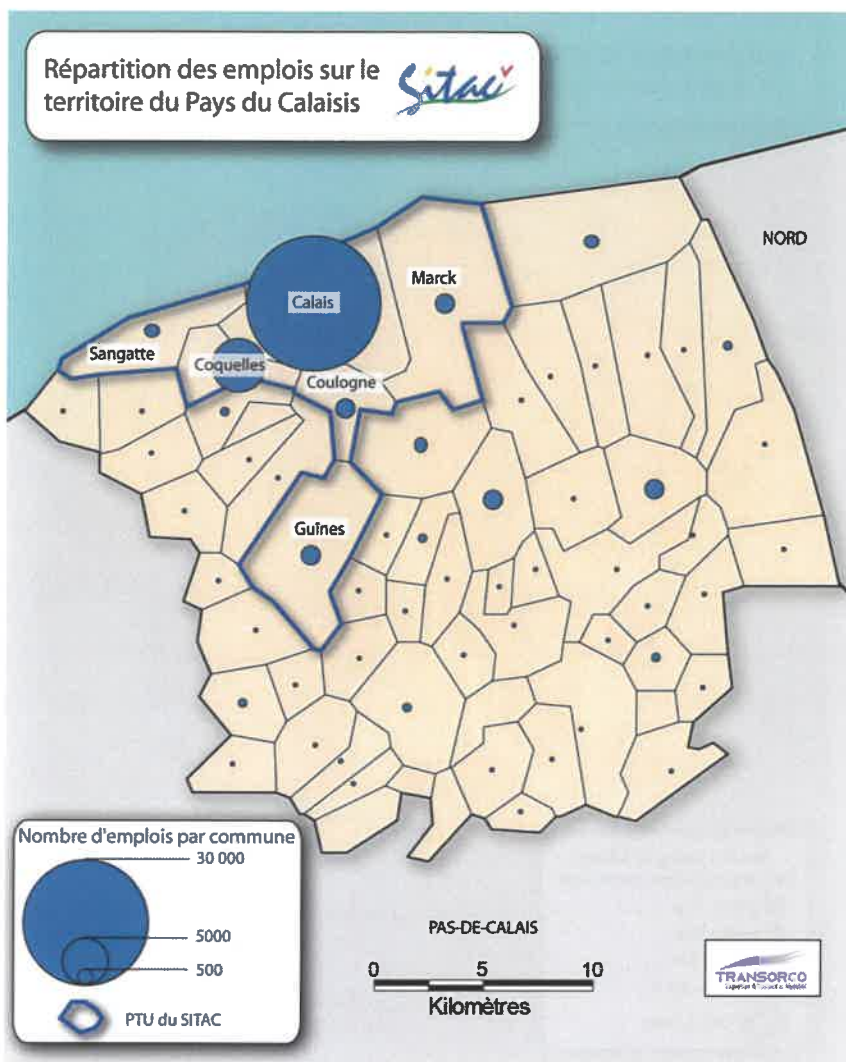 Répartition des emplois sur le
territoire du Pays du Calaisis
Sitac
NORD
Marck
Calais
Sangatte
Coquelles
Coulogne
Guînes
Nombre d'emplois par commune
30 000
5000
500
PTU du SITAC
PAS-DE-CALAIS
0 5 10
Kilomètres
TRANSORCO